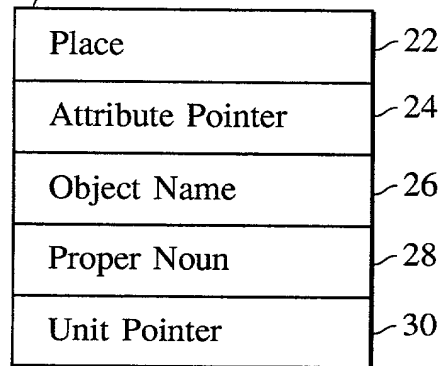 Place 22
Attribute Pointer 24
Object Name 26
Proper Noun 28
Unit Pointer 30